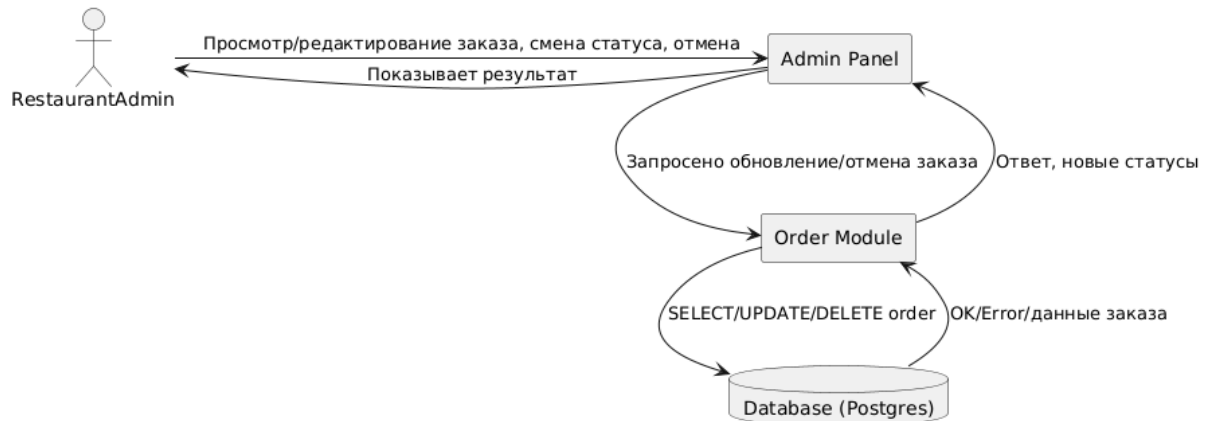 Просмотр/редактирование заказа, смена статуса, отмена
Admin Panel
Показывает результат
RestaurantAdmin
Запрошено обновление/отмена заказа
Ответ, новые статусы
Order Module
SELECT/UPDATE/DELETE order
OK/Error/данные заказа
Database (Postgres)